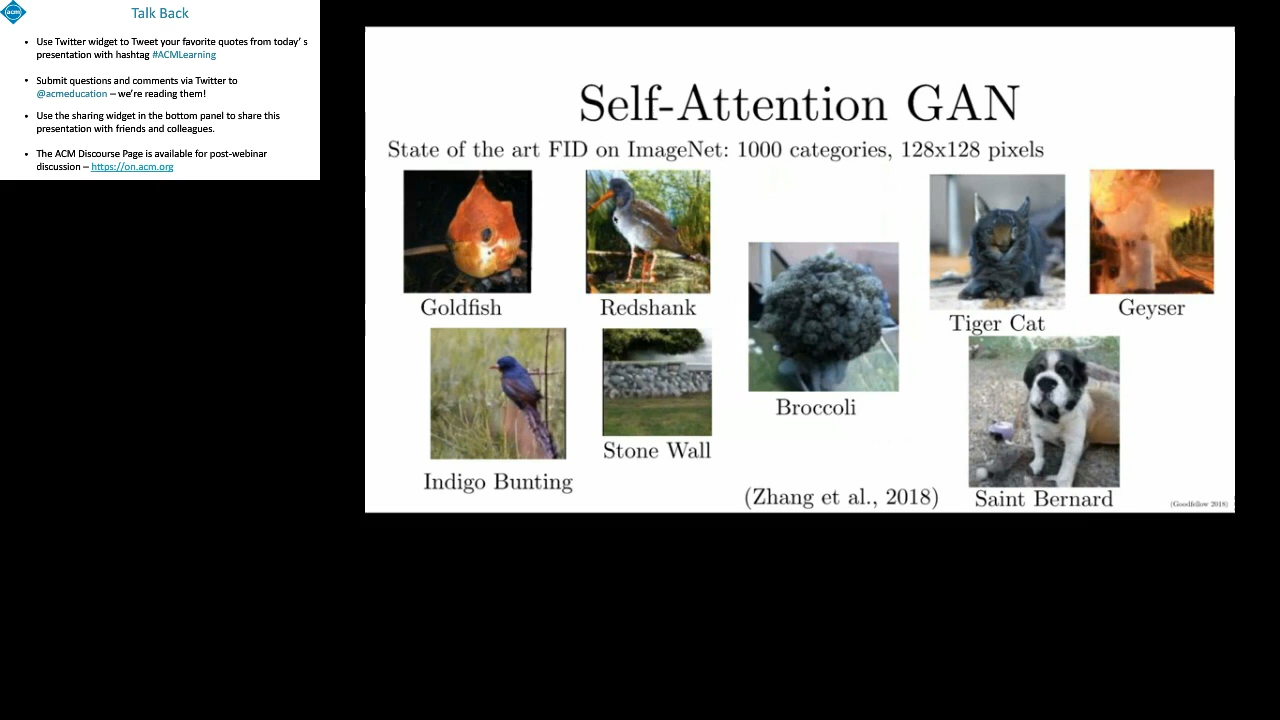 acm
Talk Back
• Use Twitter widget to Tweet your favorite quotes from today' s
presentation with hashtag #ACMLearning
• Submit questions and comments via Twitter to
@acmeducation – we're reading them!
• Use the sharing widget in the bottom panel to share this
presentation with friends and colleagues.
• The ACM Discourse Page is available for post-webinar
discussion – https://on.acm.org
Self-Attention GAN
State of the art FID on ImageNet: 1000 categories, 128x128 pixels
Goldfish
Redshank
Broccoli
Tiger Cat
Geyser
Indigo Bunting
Stone Wall
Saint Bernard
(Zhang et al., 2018)
(Goodfellow 2018)